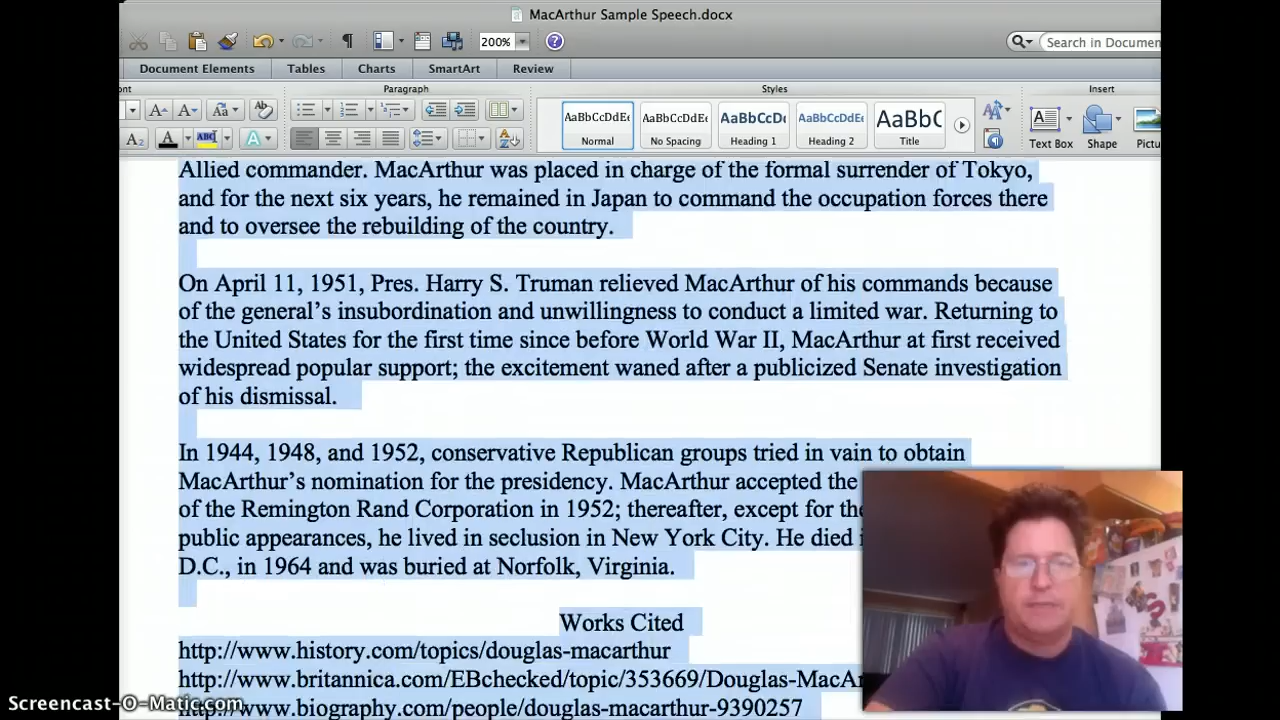 MacArthur Sample Speech.docx
200%
Search in Documen
Document Elements Tables Charts SmartArt Review
ont Paragraph Styles Insert
AaBbCcDdEe AaBbCcDdEe AaBbCcDc AaBbCcDdEe AaBbC
Normal No Spacing Heading 1 Heading 2 Title Text Box Shape Pictu
Allied commander. MacArthur was placed in charge of the formal surrender of Tokyo,
and for the next six years, he remained in Japan to command the occupation forces there
and to oversee the rebuilding of the country.
On April 11, 1951, Pres. Harry S. Truman relieved MacArthur of his commands because
of the general’s insubordination and unwillingness to conduct a limited war. Returning to
the United States for the first time since before World War II, MacArthur at first received
widespread popular support; the excitement waned after a publicized Senate investigation
of his dismissal.
In 1944, 1948, and 1952, conservative Republican groups tried in vain to obtain
MacArthur’s nomination for the presidency. MacArthur accepted the
of the Remington Rand Corporation in 1952; thereafter, except for the
public appearances, he lived in seclusion in New York City. He died i
D.C., in 1964 and was buried at Norfolk, Virginia.
Works Cited
http://www.history.com/topics/douglas-macarthur
http://www.britannica.com/EBchecked/topic/353669/Douglas-MacAr
http://www.biography.com/people/douglas-macarthur-9390257
Screencast-O-Matic.com